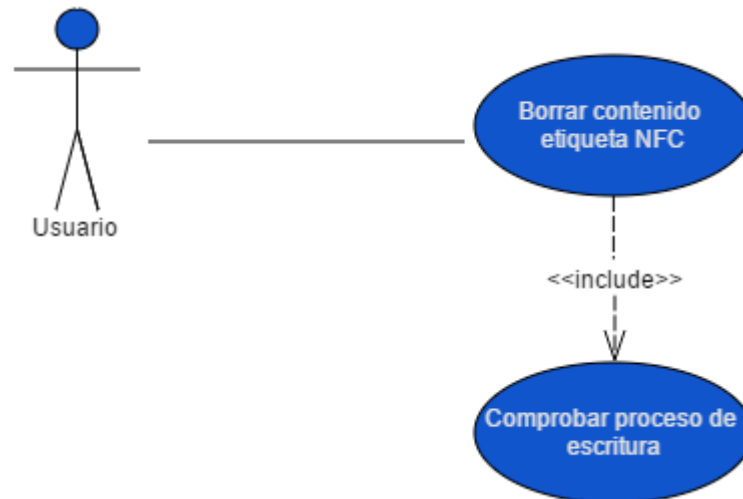 Borrar contenido
etiqueta NFC
Usuario
<<include>>
Comprobar proceso de
escritura